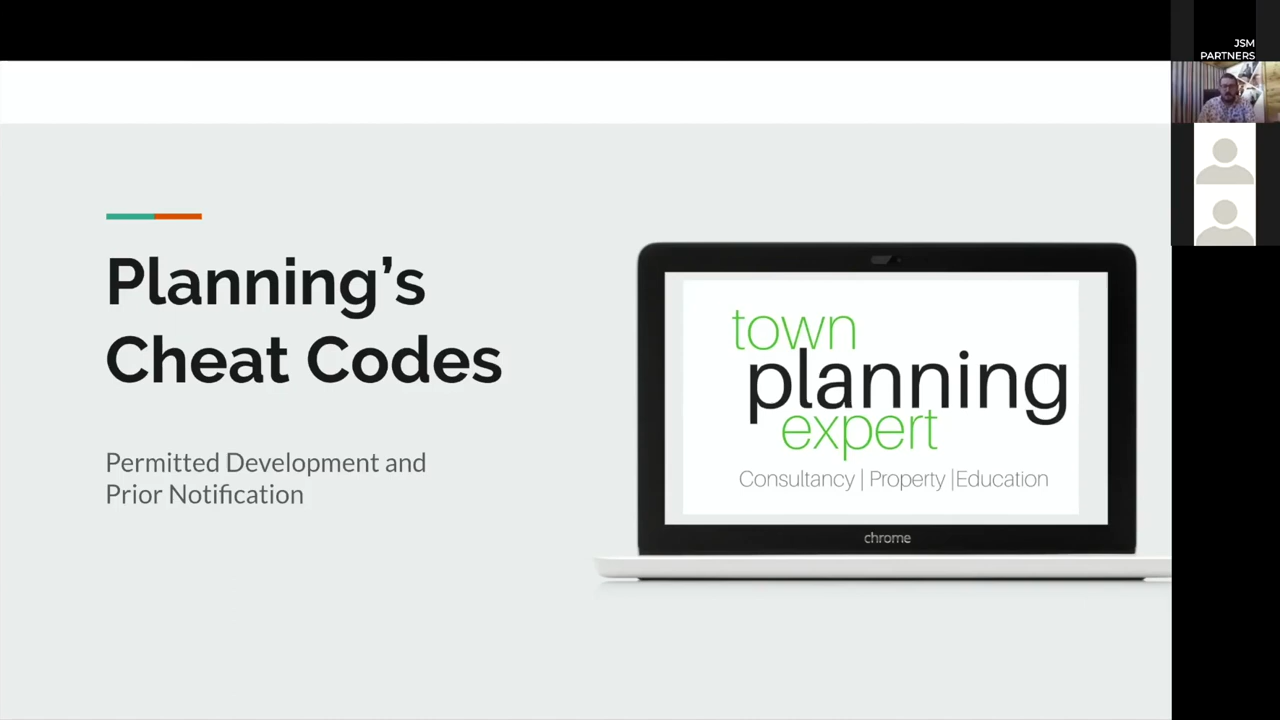 JSM
PARTNERS
Planning’s
Cheat Codes
Permitted Development and
Prior Notification
town
planning
expert
Consultancy | Property |Education
chrome